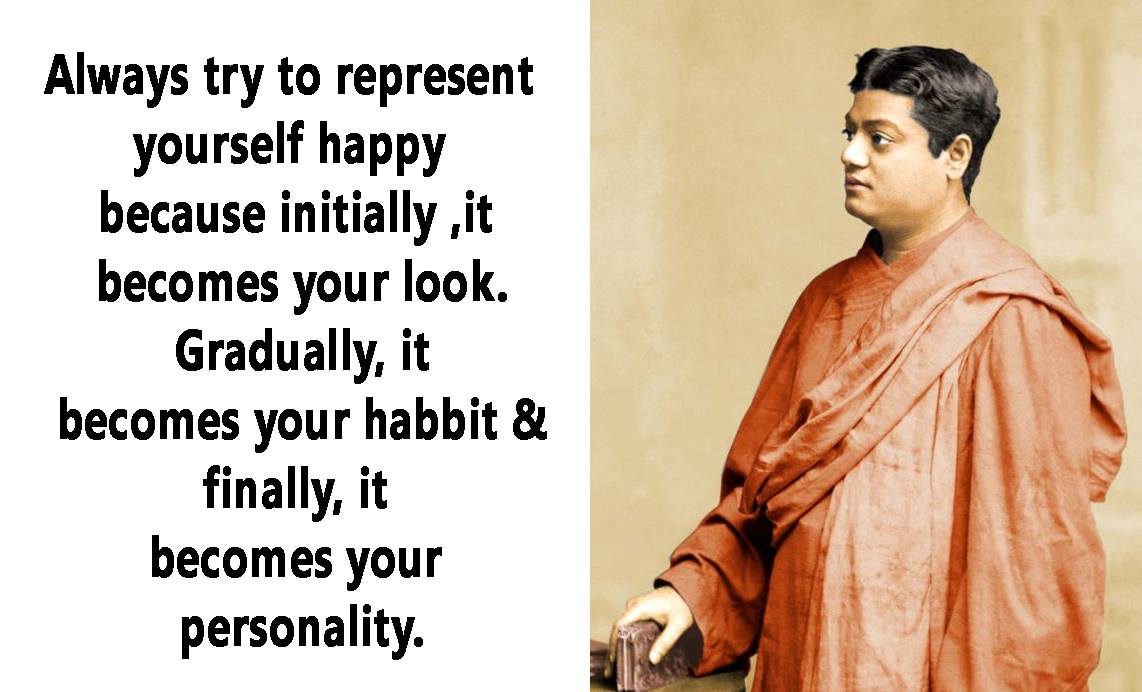 Always try to represent
yourself happy
because initially ,it
becomes your look.
Gradually, it
becomes your habbit &
finally, it
becomes your
personality.